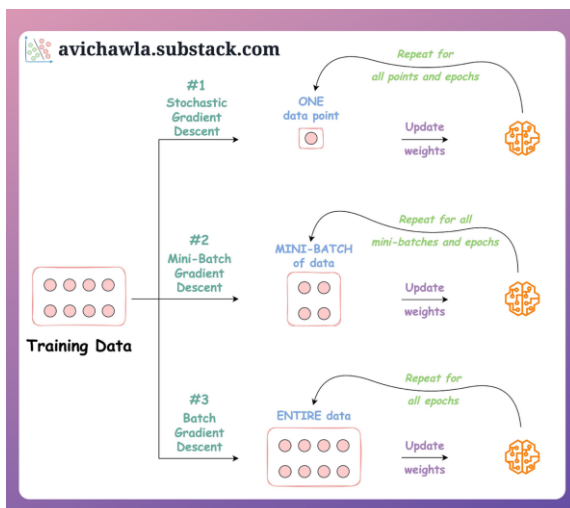 avichawla.substack.com
#1
Stochastic
Gradient
Descent
ONE
data point
Update
weights
Repeat for
all points and epochs
#2
Mini-Batch
Gradient
Descent
MINI-BATCH
of data
Update
weights
Repeat for all
mini-batches and epochs
Training Data
#3
Batch
Gradient
Descent
ENTIRE data
Update
weights
Repeat for
all epochs